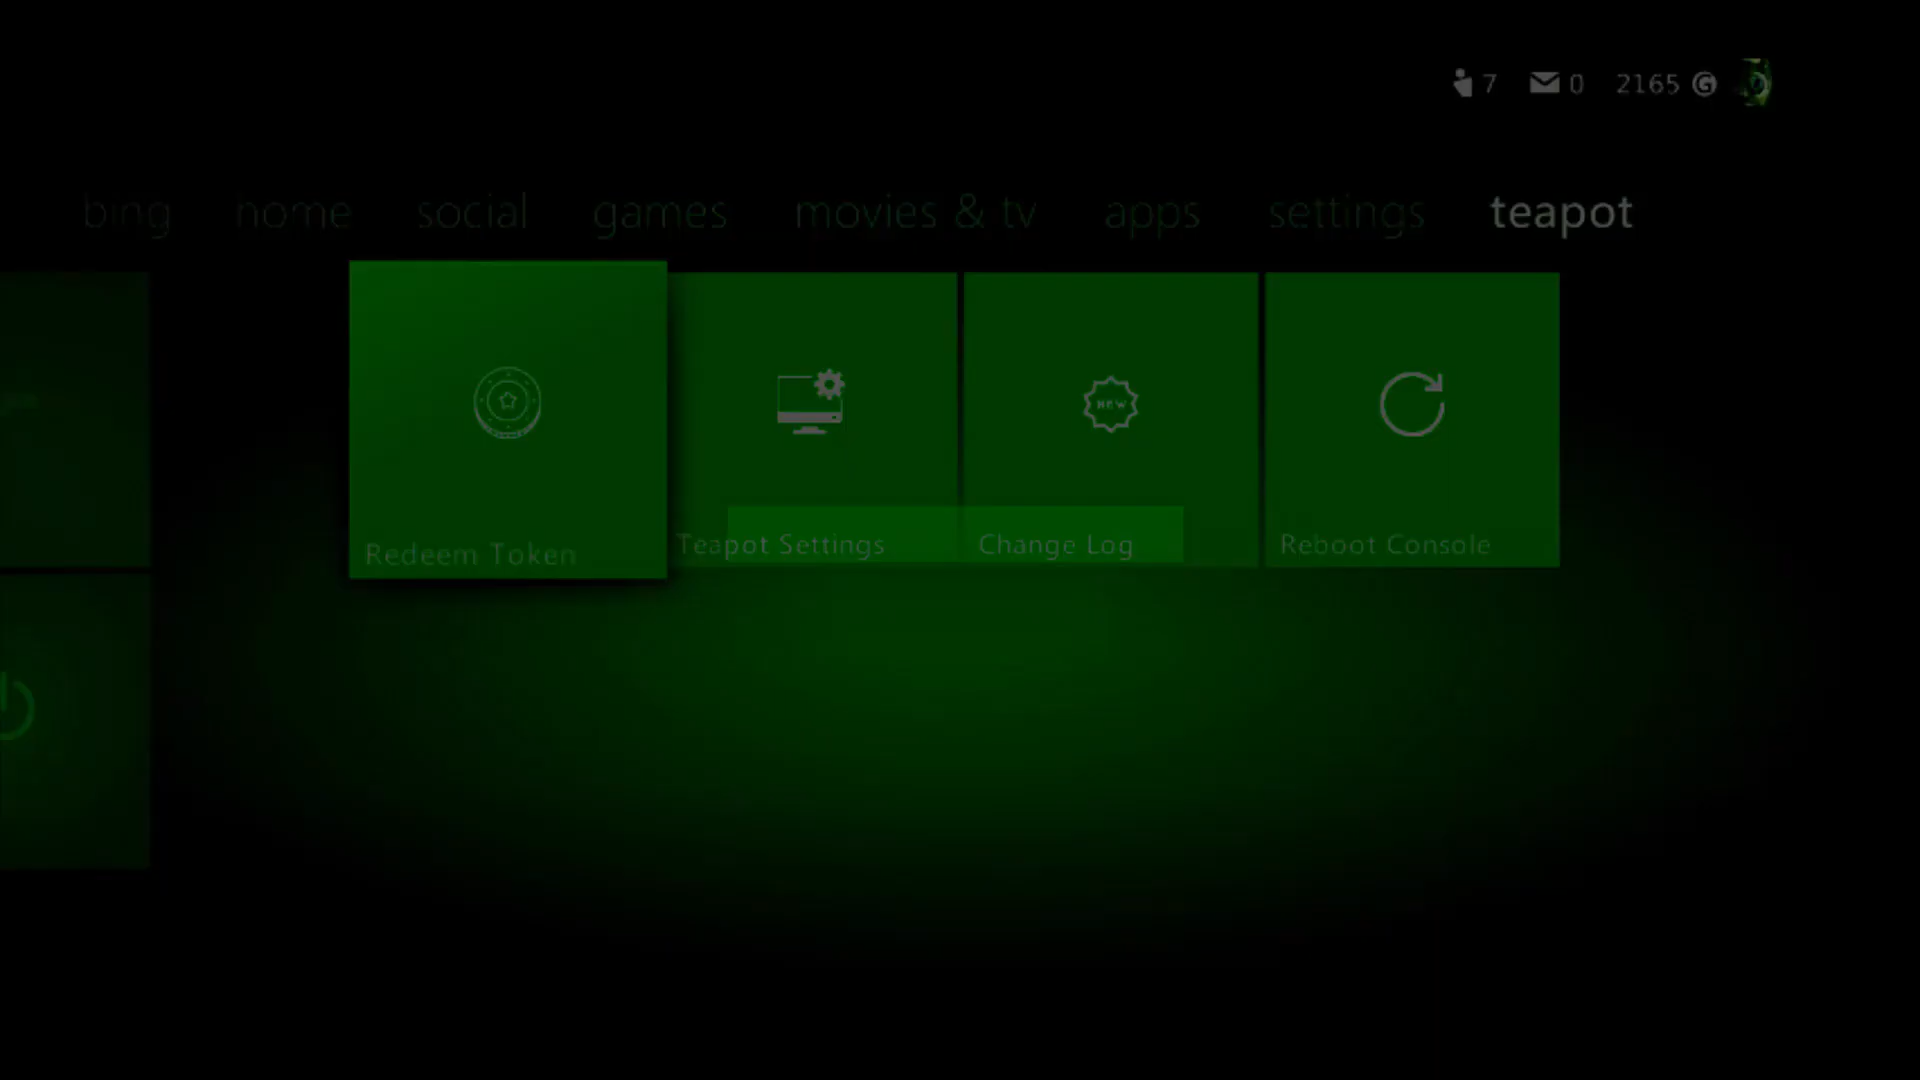 7 0 2165 G
bing home social games movies & tv apps settings teapot
NEW
Redeem Token Teapot Settings Change Log Reboot Console